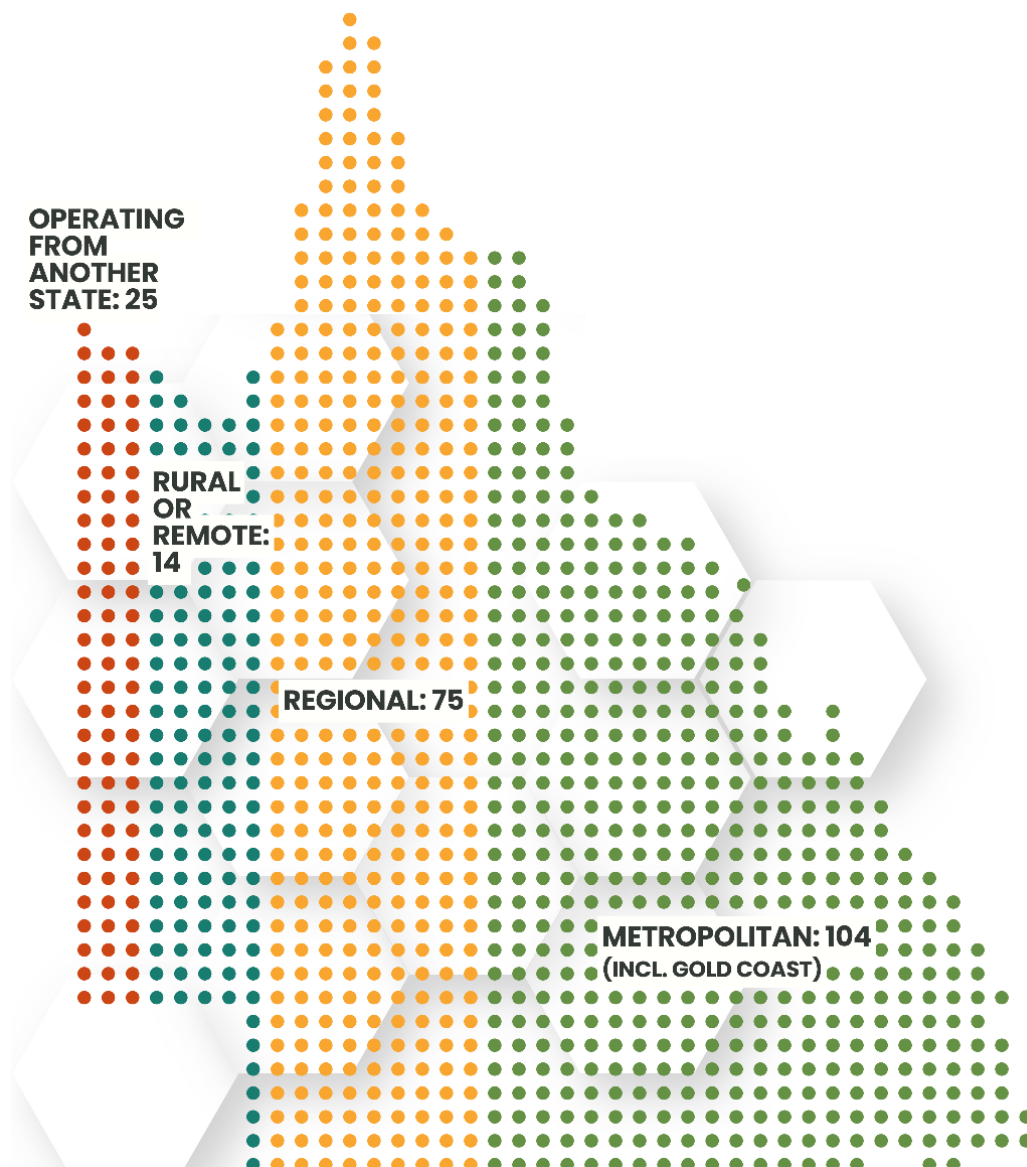 OPERATING
FROM
ANOTHER
STATE: 25
RURAL
OR
REMOTE:
14
REGIONAL: 75
METROPOLITAN: 104
(INCL. GOLD COAST)